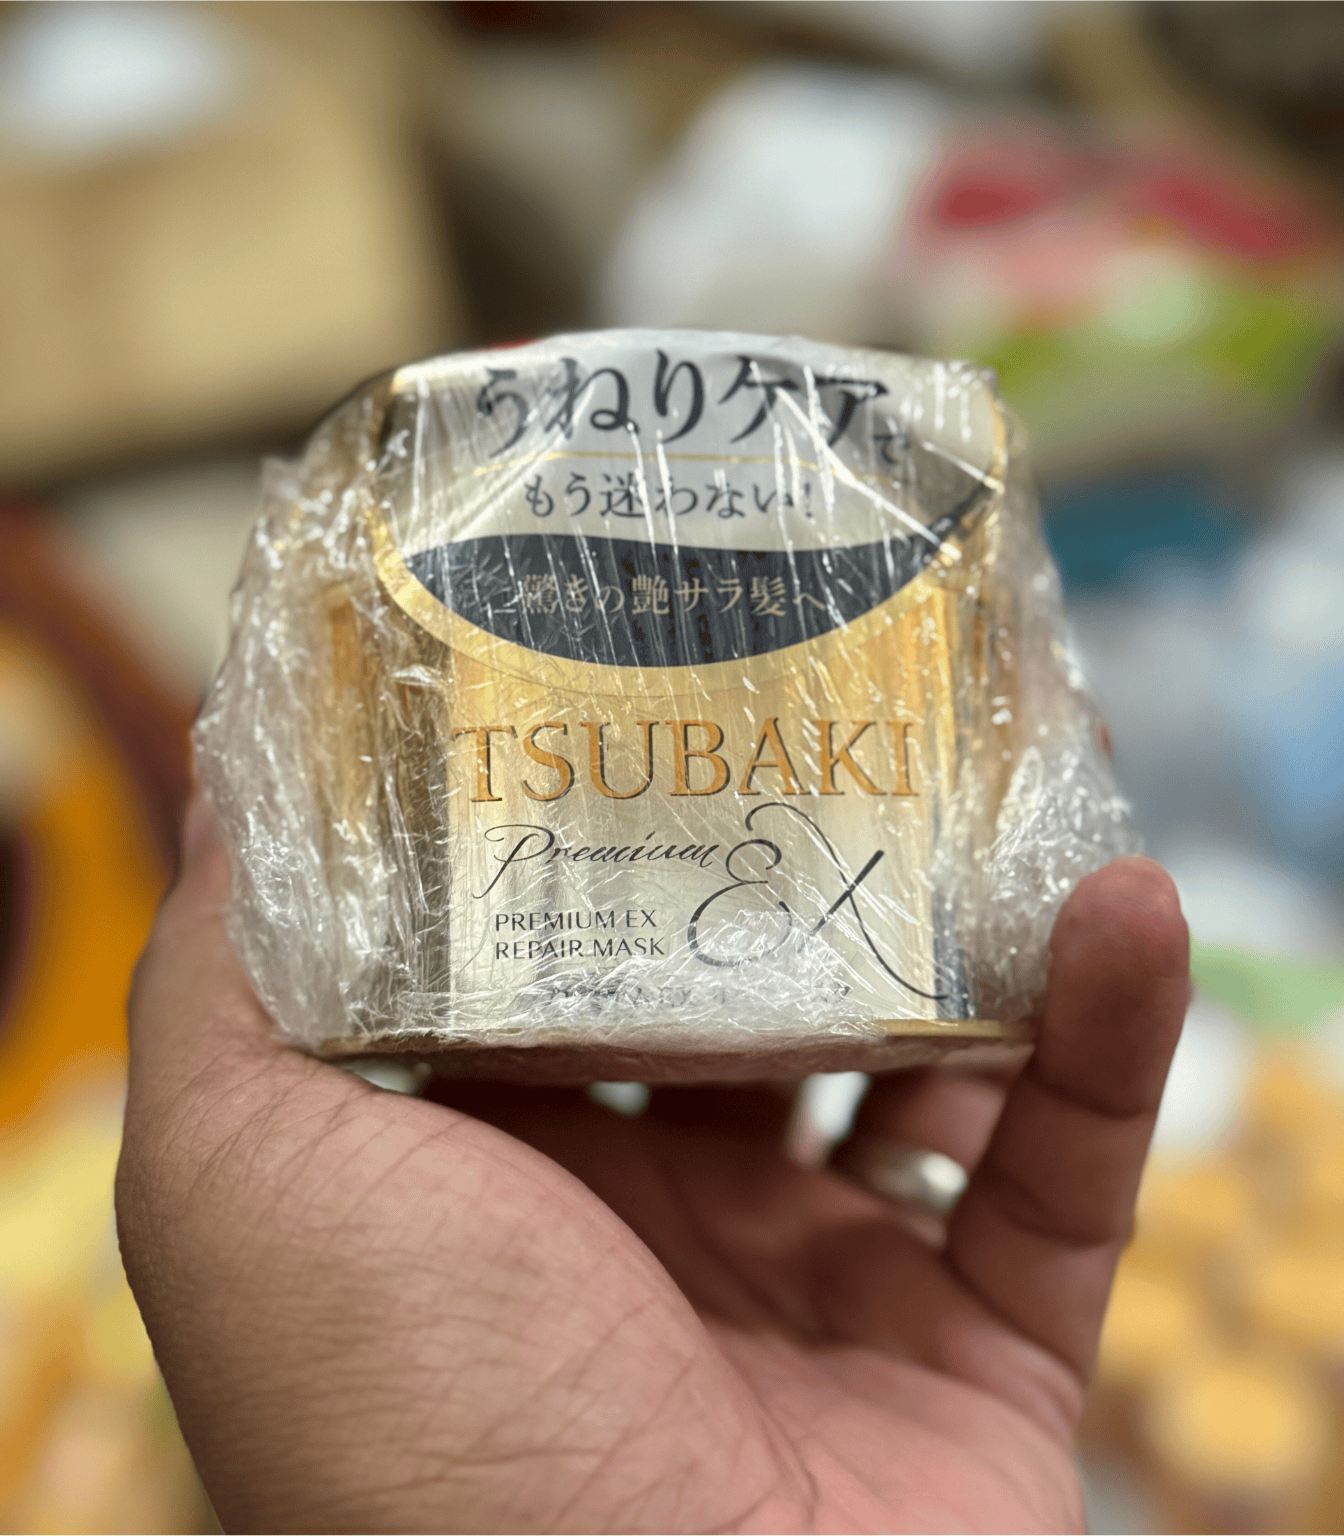 うねりケアで
もう迷わない!
驚きの艶サラ髪へ
TSUBAKI
Premium EX
PREMIUM EX
REPAIR MASK